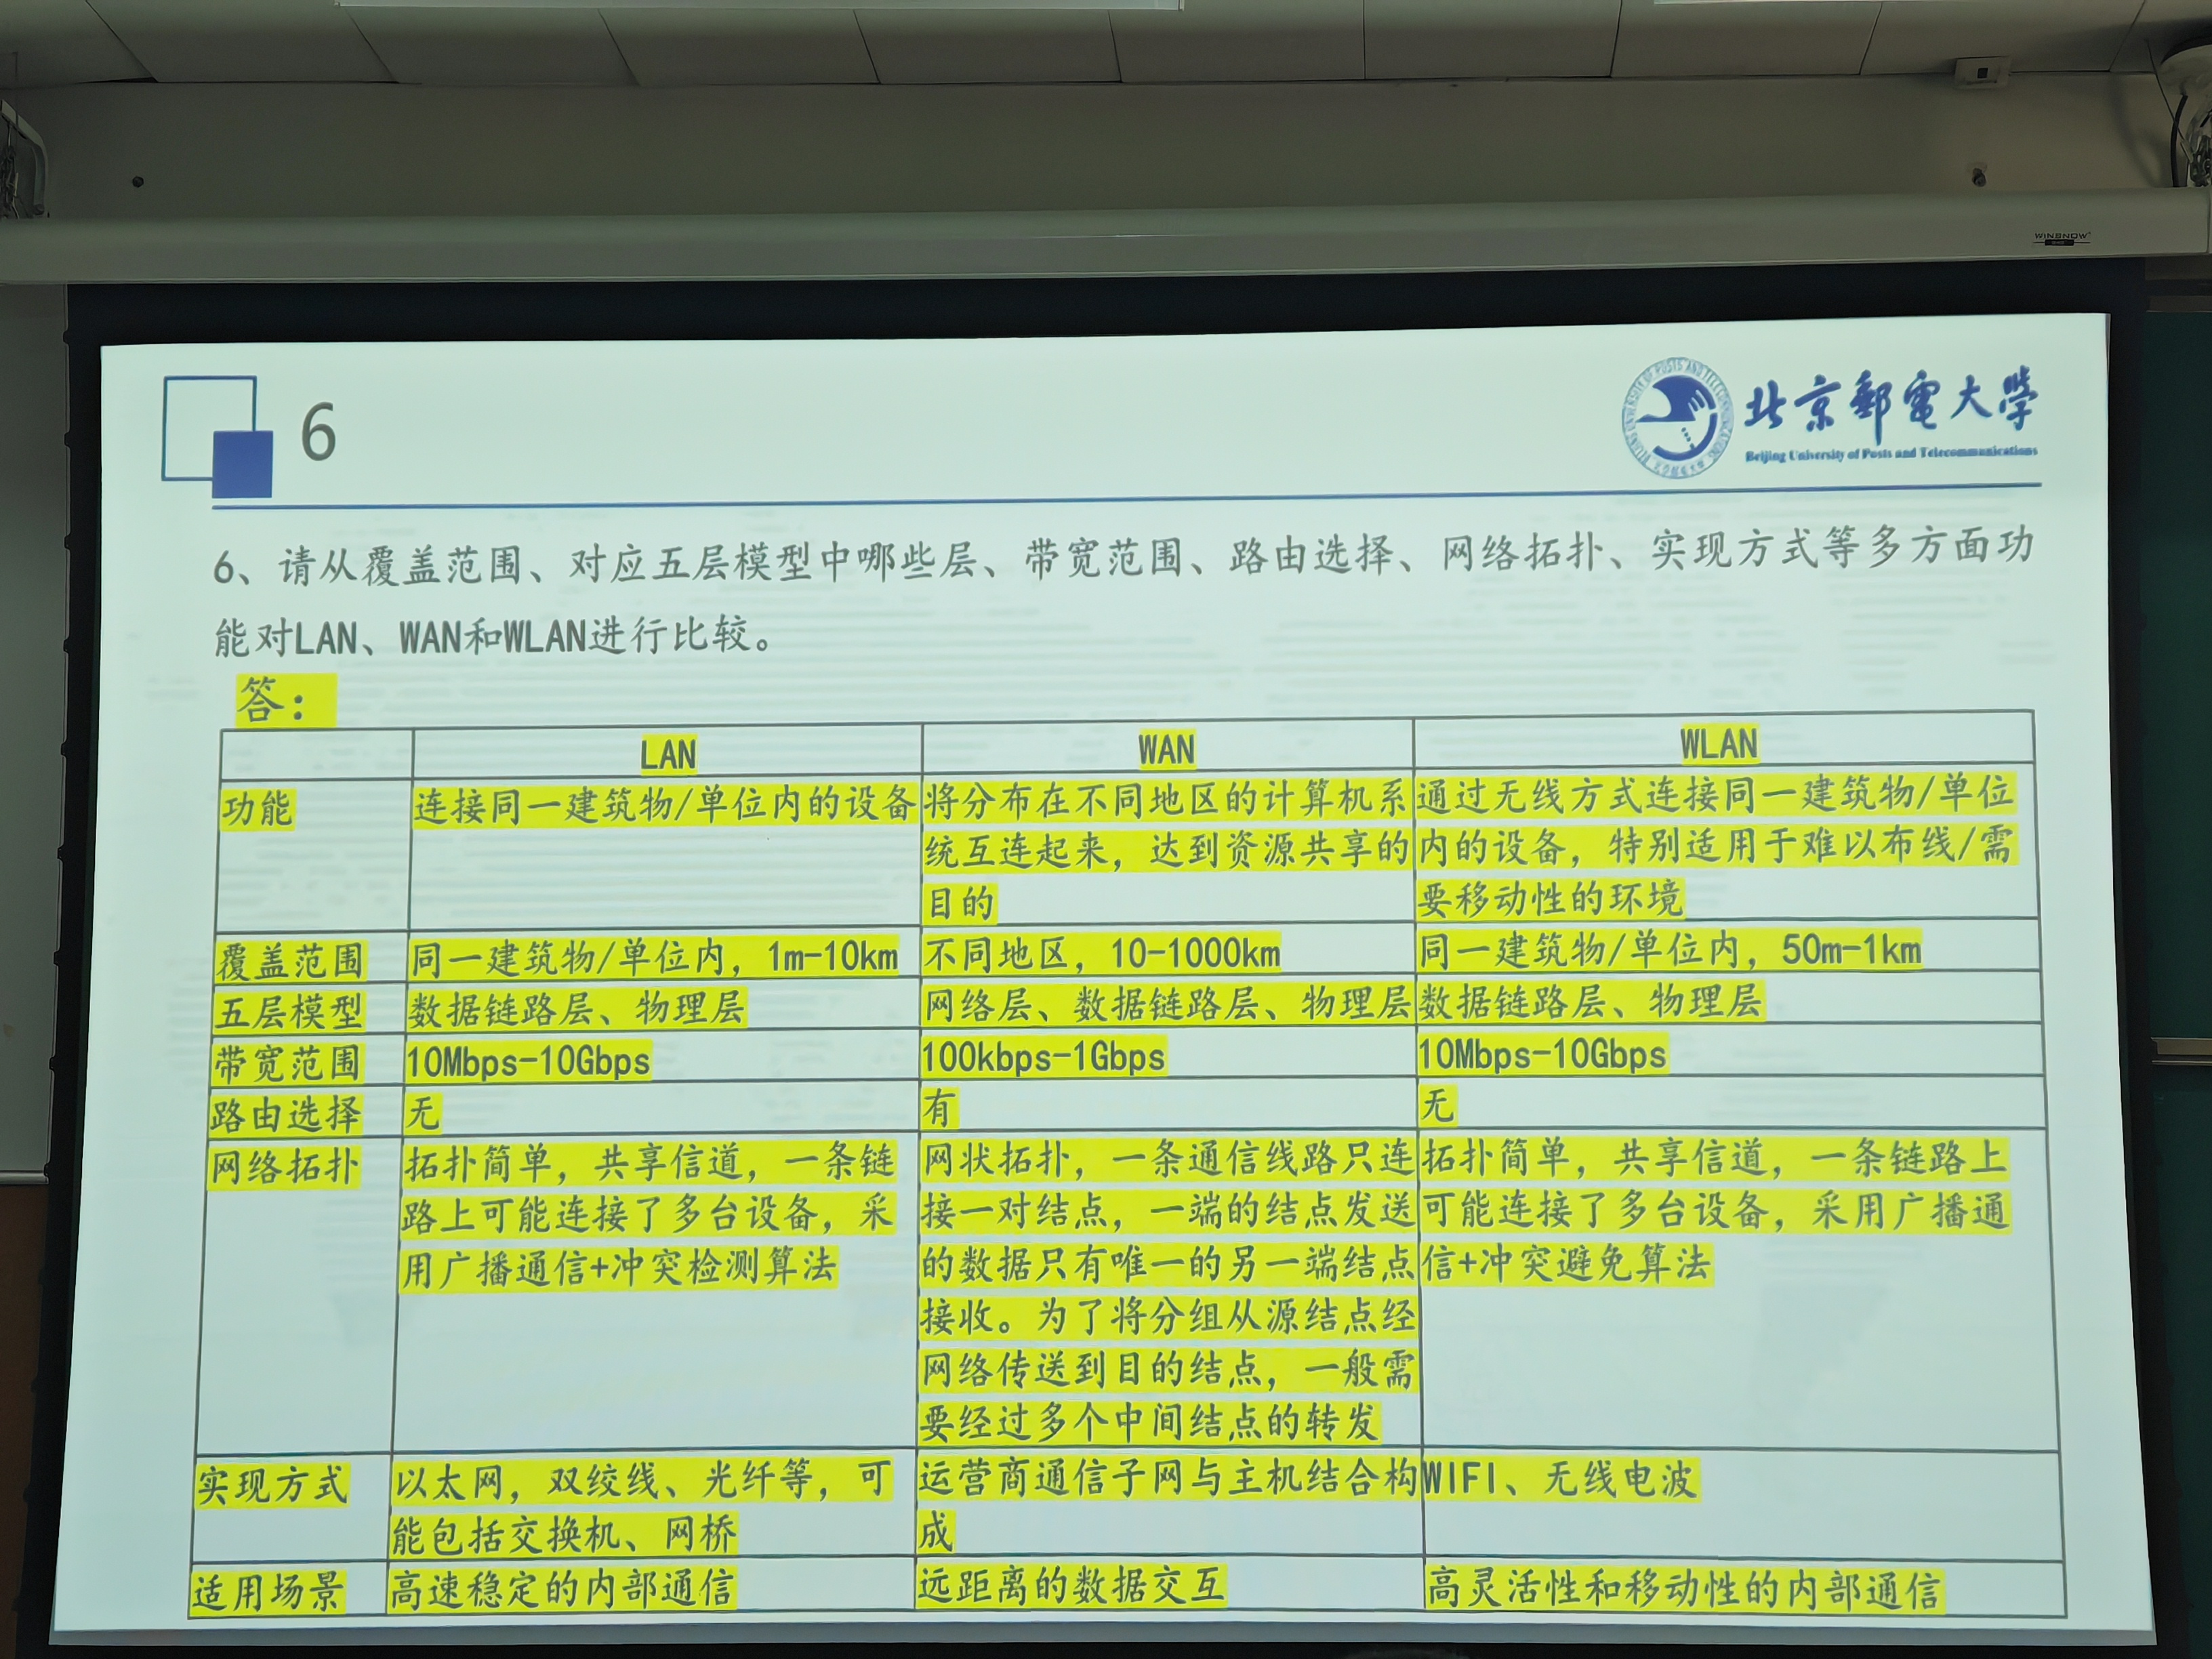 WINSNOW
6
北京邮电大学
Beijing University of Posts and Telecommunications
6、请从覆盖范围、对应五层模型中哪些层、带宽范围、路由选择、网络拓扑、实现方式等多方面功
能对LAN、WAN和WLAN进行比较。
答：
LAN WAN WLAN
功能
连接同一建筑物/单位内的设备
将分布在不同地区的计算机系
统互连起来，达到资源共享的
目的
通过无线方式连接同一建筑物/单位
内的设备，特别适用于难以布线/需
要移动性的环境
覆盖范围
同一建筑物/单位内，1m-10km
不同地区，10-1000km
同一建筑物/单位内，50m-1km
五层模型
数据链路层、物理层
网络层、数据链路层、物理层
数据链路层、物理层
带宽范围
10Mbps-10Gbps
100kbps-1Gbps
10Mbps-10Gbps
路由选择
无
有
无
网络拓扑
拓扑简单，共享信道，一条链
路上可能连接了多台设备，采
用广播通信+冲突检测算法
网状拓扑，一条通信线路只连
接一对结点，一端的结点发送
的数据只有唯一的另一端结点
接收。为了将分组从源结点经
网络传送到目的结点，一般需
要经过多个中间结点的转发
拓扑简单，共享信道，一条链路上
可能连接了多台设备，采用广播通
信+冲突避免算法
实现方式
以太网，双绞线、光纤等，可
能包括交换机、网桥
运营商通信子网与主机结合构
成
WIFI、无线电波
适用场景
高速稳定的内部通信
远距离的数据交互
高灵活性和移动性的内部通信